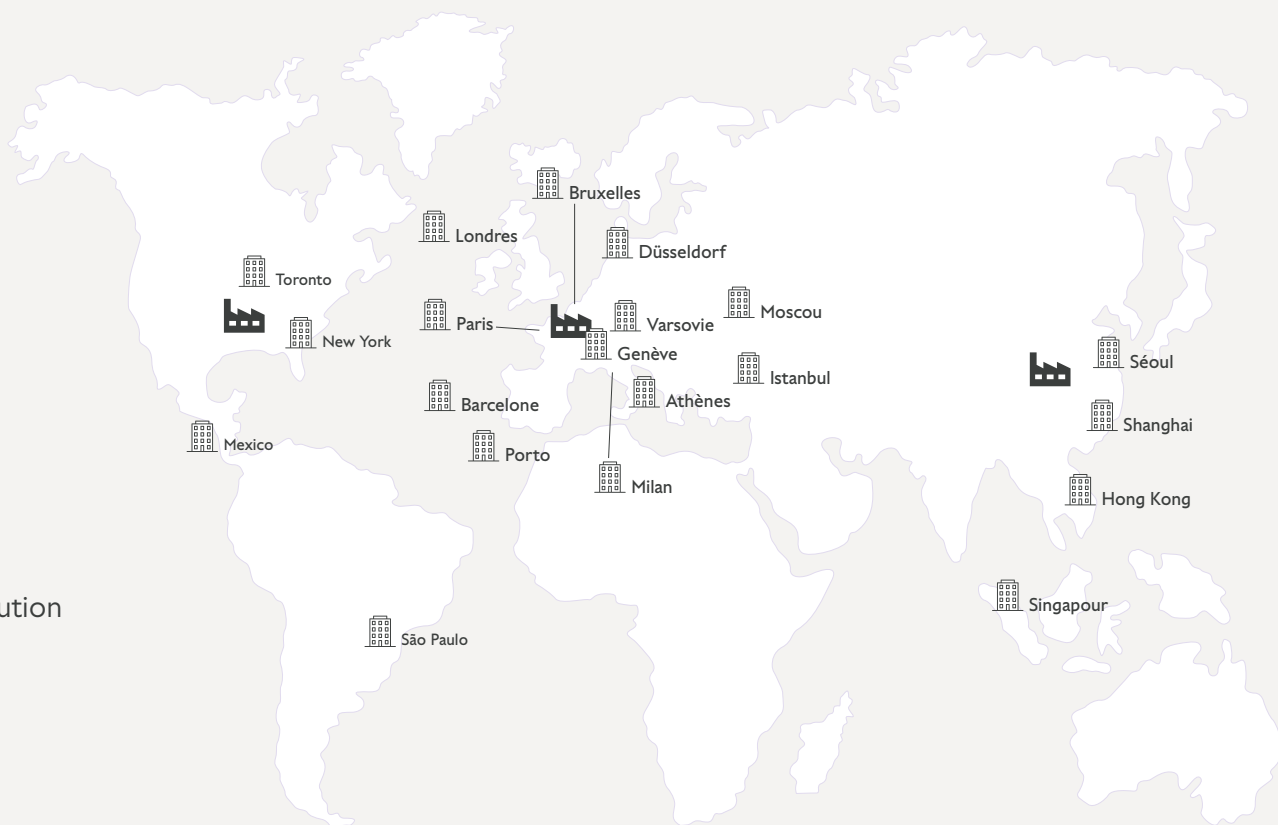 Bruxelles
Londres
Düsseldorf
Toronto
Moscou
Paris
Varsovie
New York
Genève
Séoul
Istanbul
Athènes
Barcelone
Shanghai
Mexico
Porto
Milan
Hong Kong
Singapour
ution
São Paulo